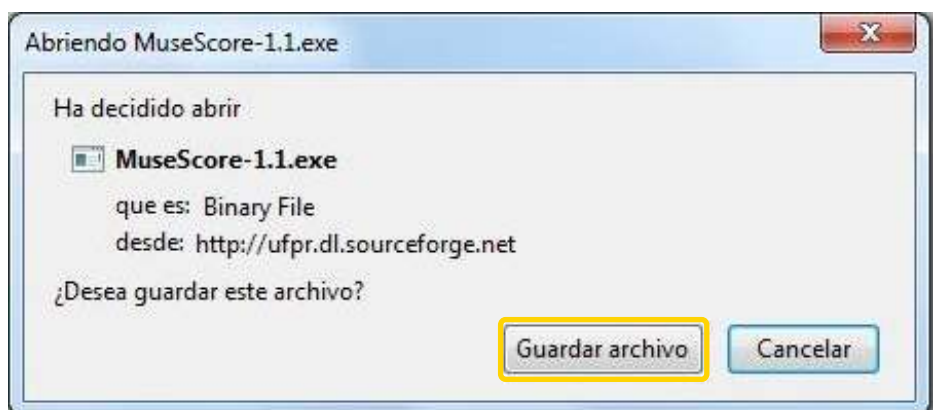 Abriendo MuseScore-1.1.exe
Ha decidido abrir
MuseScore-1.1.exe
que es: Binary File
desde: http://ufpr.dl.sourceforge.net
¿Desea guardar este archivo?
Guardar archivo Cancelar